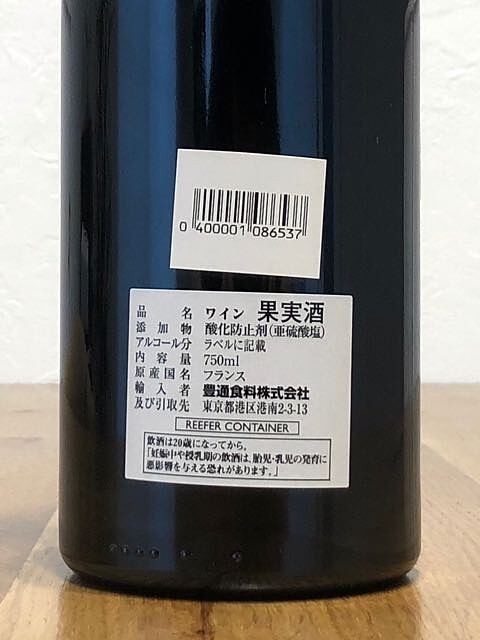 0 400001 086537
品名 ワイン 果実酒
添加物 酸化防止剤(亜硫酸塩)
アルコール分 ラベルに記載
内容量 750ml
原産国名 フランス
輸入者 豊通食料株式会社
及び引取先 東京都港区港南2-3-13
REEFER CONTAINER
飲酒は20歳になってから。
「妊娠中や授乳期の飲酒は、胎児・乳児の発育に
悪影響を与える恐れがあります。」